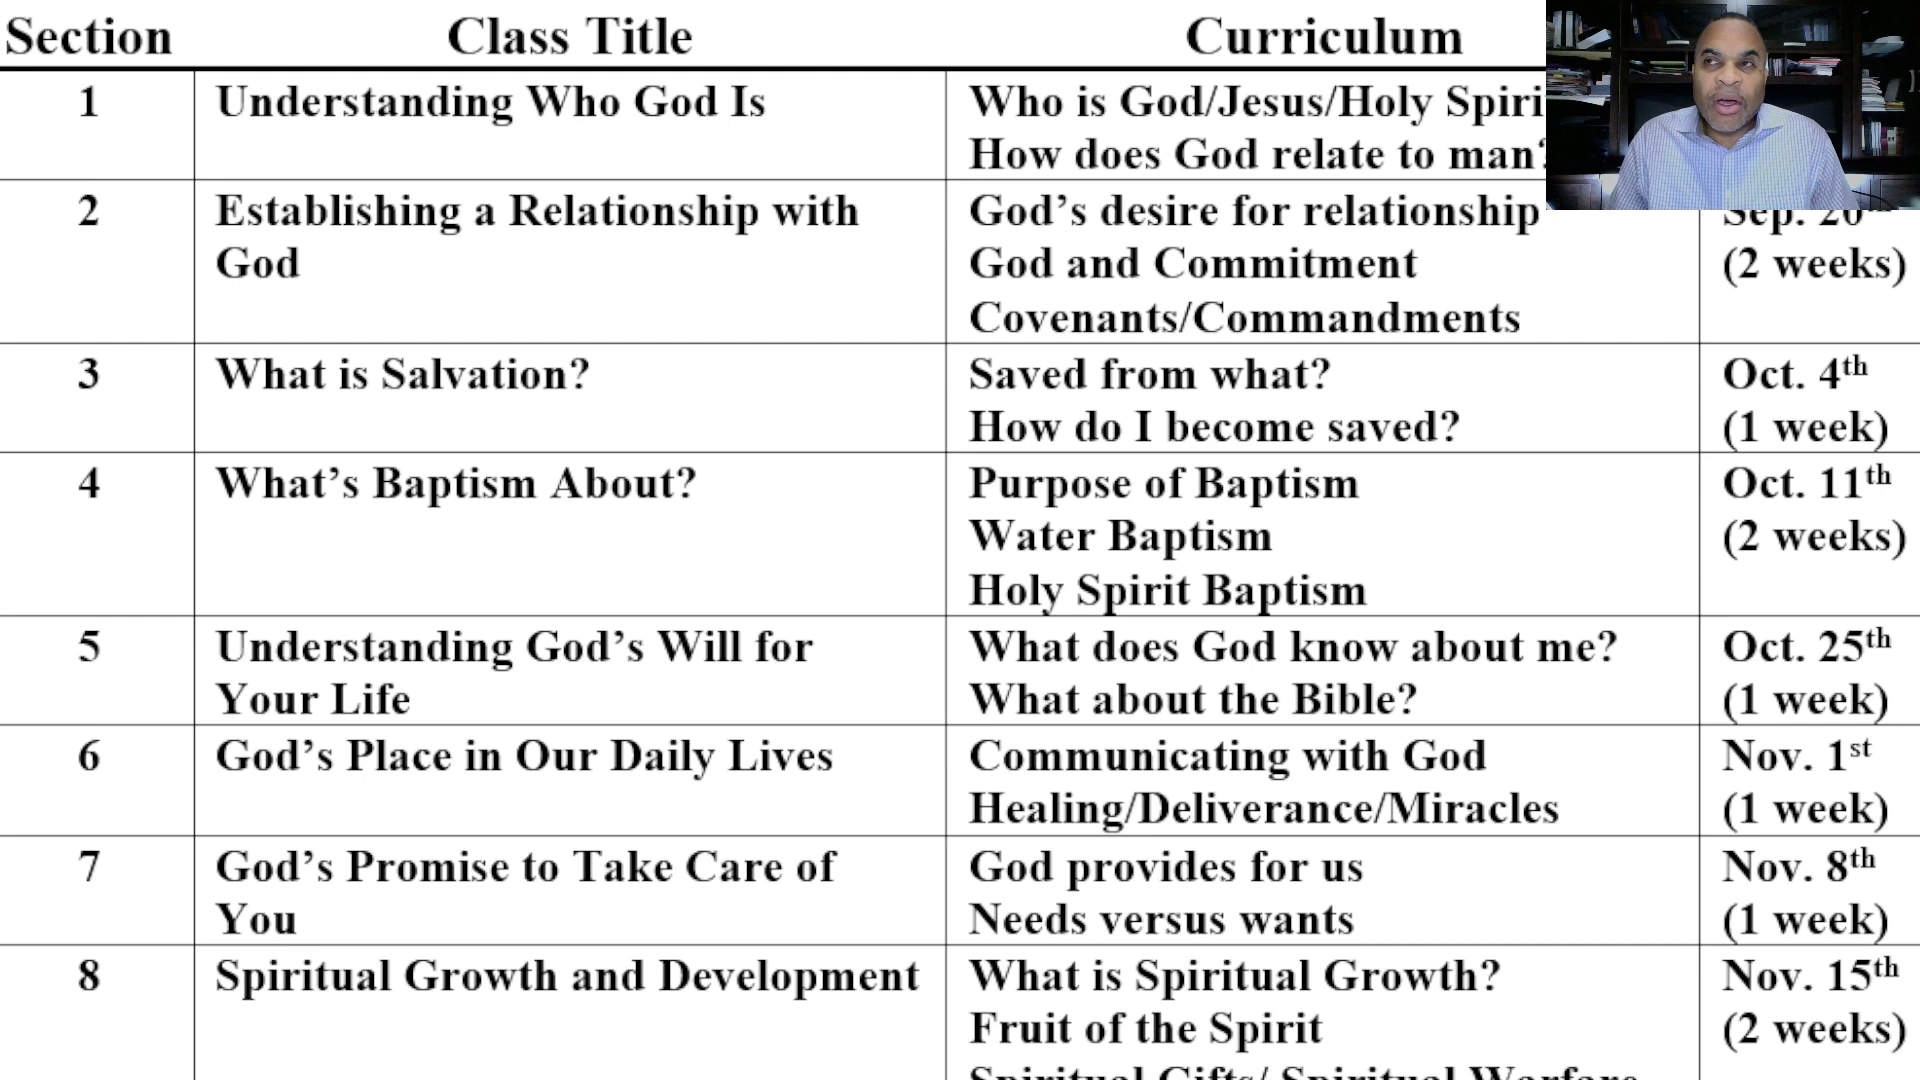 Section Class Title Curriculum
1 Understanding Who God Is Who is God/Jesus/Holy
How does God relate to man?
2 Establishing a Relationship with God's desire for relationship Sep. 20th
God God and Commitment (2 weeks)
Covenants/Commandments
3 What is Salvation? Saved from what? Oct. 4th
How do I become saved? (1 week)
4 What's Baptism About? Purpose of Baptism Oct. 11th
Water Baptism (2 weeks)
Holy Spirit Baptism
5 Understanding God's Will for What does God know about me? Oct. 25th
Your Life What about the Bible? (1 week)
6 God's Place in Our Daily Lives Communicating with God Nov. 1st
Healing/Deliverance/Miracles (1 week)
7 God's Promise to Take Care of God provides for us Nov. 8th
You Needs versus wants (1 week)
8 Spiritual Growth and Development What is Spiritual Growth? Nov. 15th
Fruit of the Spirit (2 weeks)
Spiritual Gifts/ Spiritual Warfare